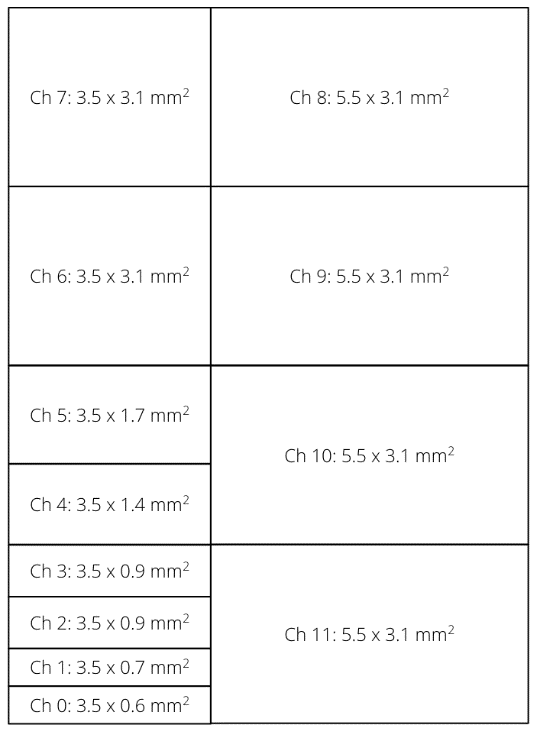 Ch 7: 3.5 x 3.1 mm²
Ch 8: 5.5 x 3.1 mm²
Ch 6: 3.5 x 3.1 mm²
Ch 9: 5.5 x 3.1 mm²
Ch 5: 3.5 x 1.7 mm²
Ch 10: 5.5 x 3.1 mm²
Ch 4: 3.5 x 1.4 mm²
Ch 3: 3.5 x 0.9 mm²
Ch 2: 3.5 x 0.9 mm²
Ch 11: 5.5 x 3.1 mm²
Ch 1: 3.5 x 0.7 mm²
Ch 0: 3.5 x 0.6 mm²